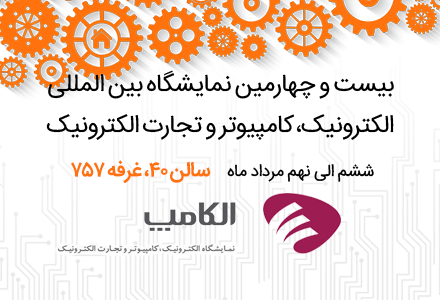 بیست و چهارمین نمایشگاه بین المللی
الکترونیک، کامپیوتر و تجارت الکترونیک
ششم الی نهم مرداد ماه سالن ۴۰، غرفه ۷۵۷
الکامپ
نمایشگاه الکترونیک، کامپیوتر و تجارت الکترونیک